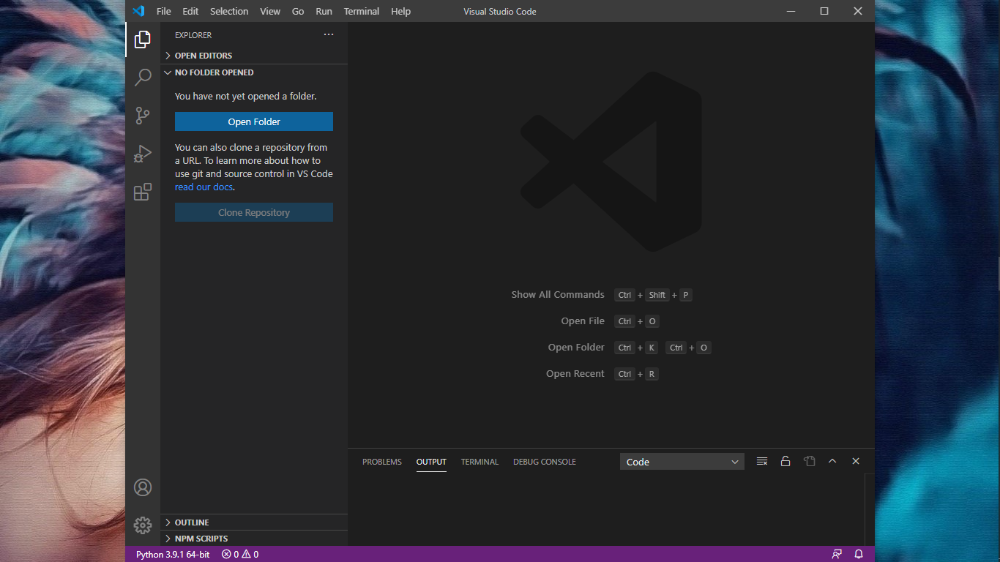 File Edit Selection View Go Run Terminal Help Visual Studio Code
EXPLORER
OPEN EDITORS
NO FOLDER OPENED
You have not yet opened a folder.
Open Folder
You can also clone a repository from
a URL. To learn more about how to
use git and source control in VS Code
read our docs.
Clone Repository
Show All Commands Ctrl + Shift + P
Open File Ctrl + O
Open Folder Ctrl + K Ctrl + O
Open Recent Ctrl + R
PROBLEMS OUTPUT TERMINAL DEBUG CONSOLE Code
OUTLINE
NPM SCRIPTS
Python 3.9.1 64-bit 0 0